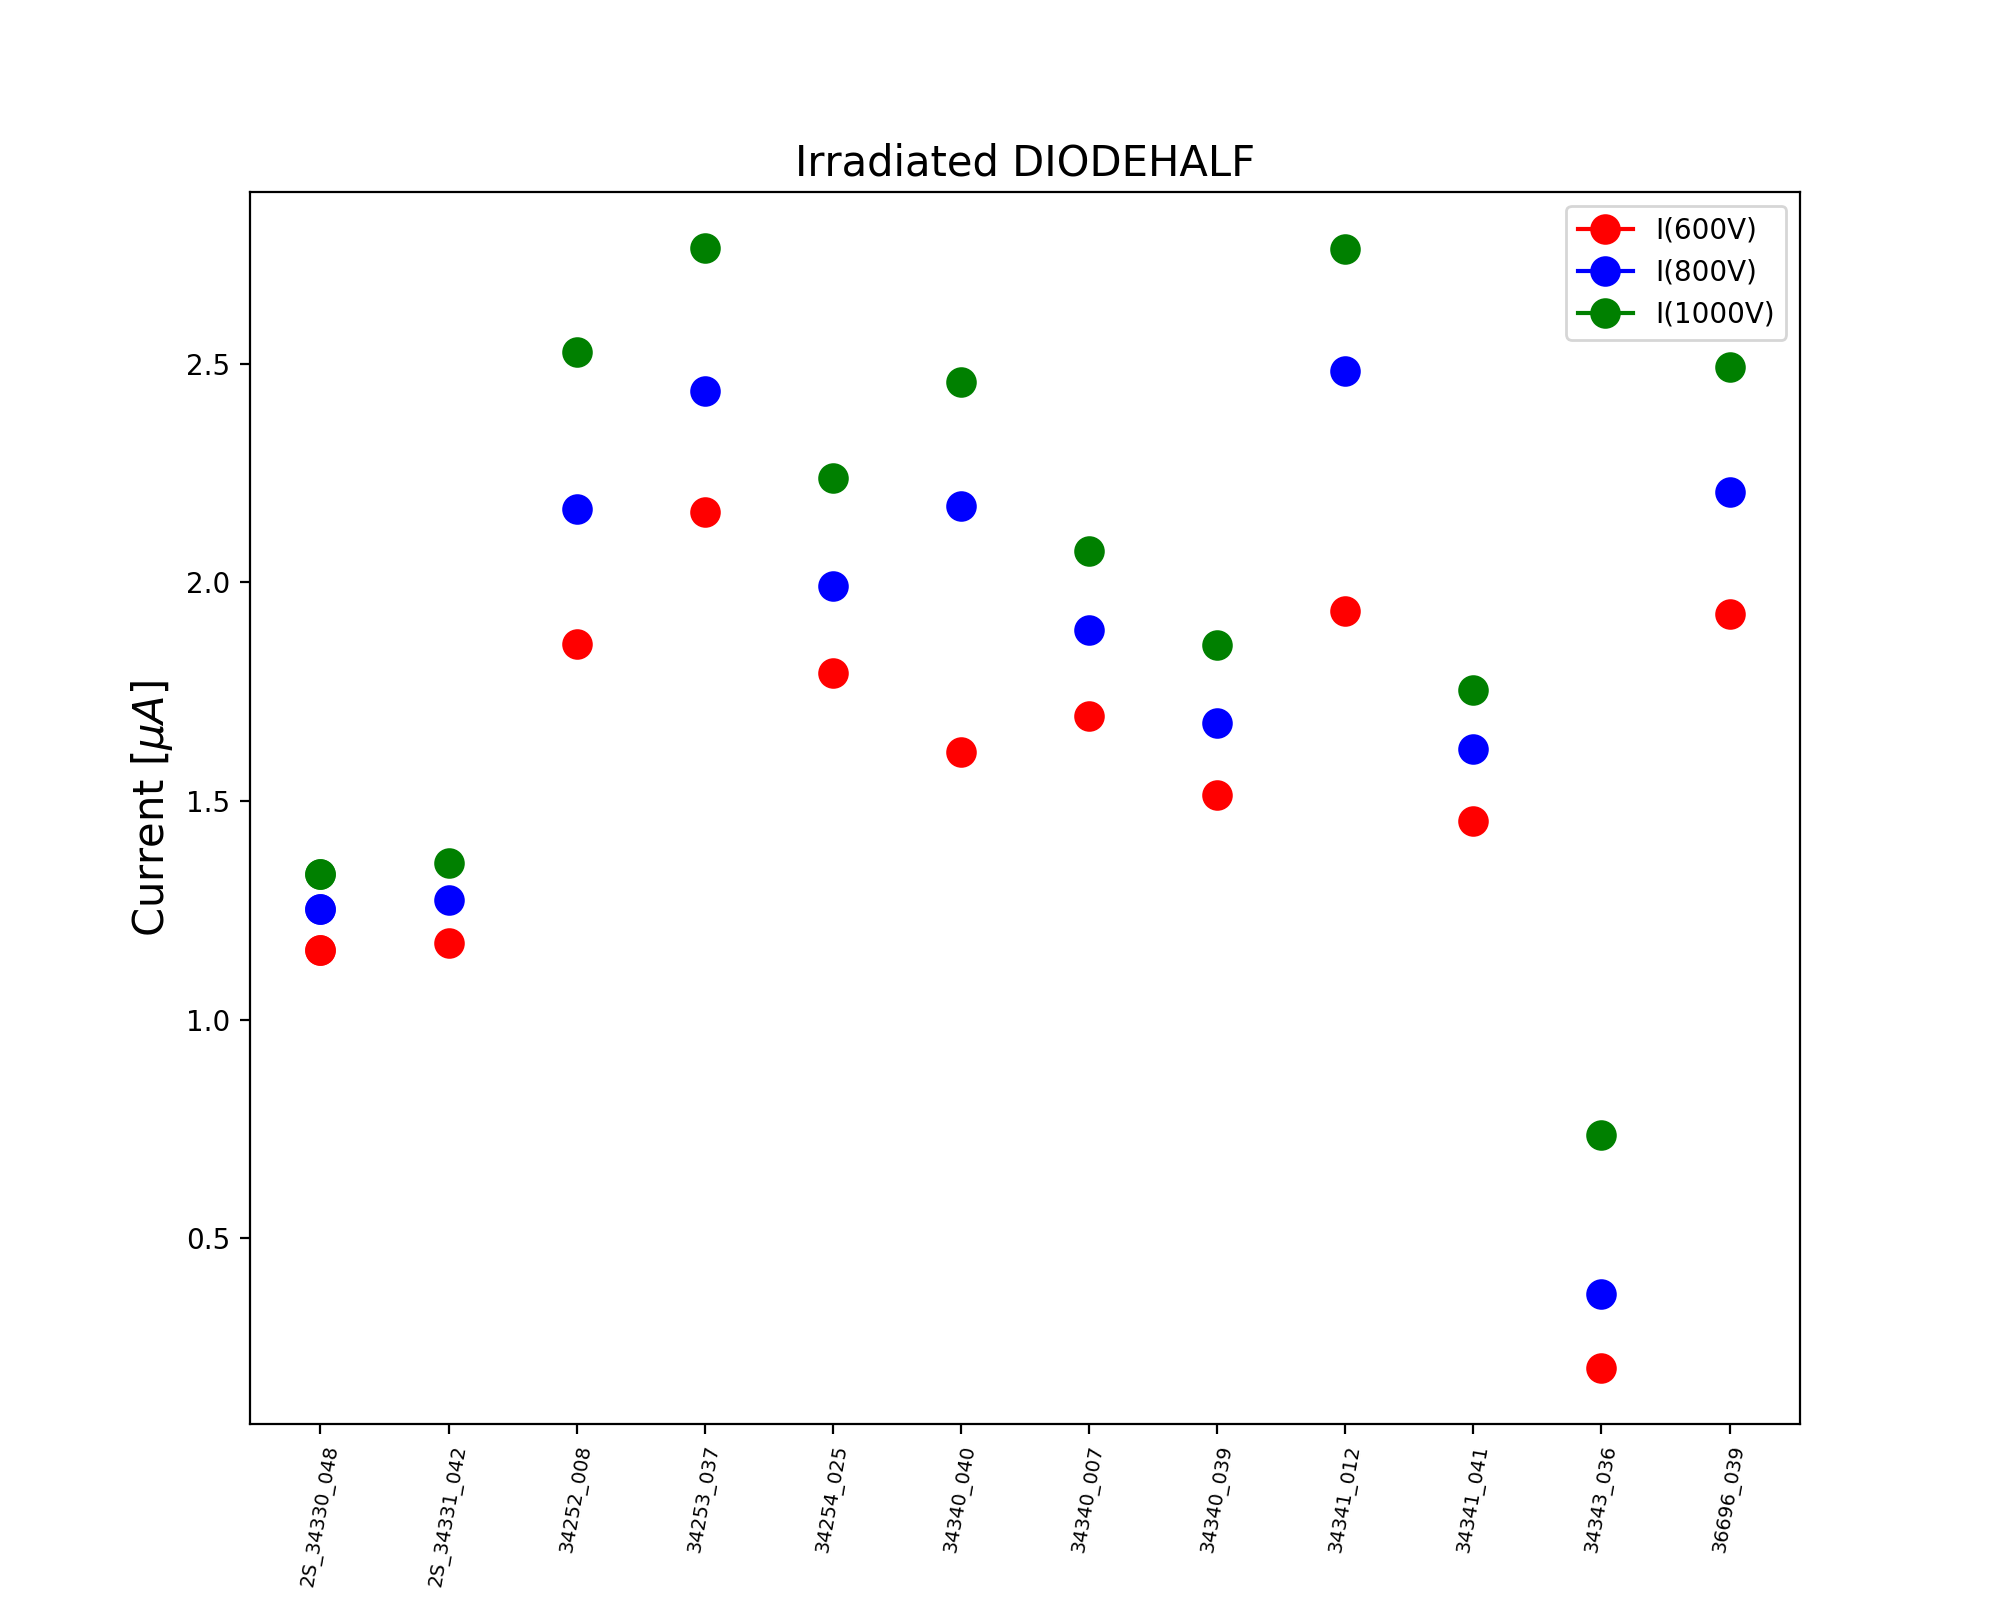 Irradiated DIODEHALF
I(600V)
I(800V)
I(1000V)
Current [μA]
2.5
2.0
1.5
1.0
0.5
2S_34330_048
2S_34331_042
34252_008
34253_037
34254_025
34340_040
34340_007
34340_039
34341_012
34341_041
34343_036
36696_039